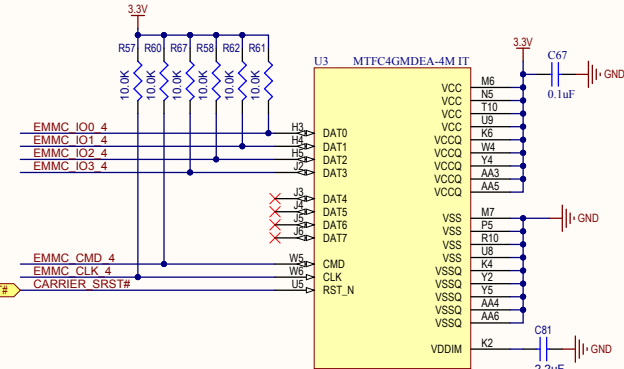 3.3V
R57 R60 R67 R58 R62 R61
10.0K 10.0K 10.0K 10.0K 10.0K 10.0K
U3 MTFC4GMDEA-4M IT
3.3V
C67
GND
0.1uF
EMMC_IO0_4 H3 DAT0
EMMC_IO1_4 H4 DAT1
EMMC_IO2_4 H5 DAT2
EMMC_IO3_4 J2 DAT3
J3 DAT4
J4 DAT5
J5 DAT6
J6 DAT7
EMMC_CMD_4 W5 CMD
EMMC_CLK_4 W6 CLK
CARRIER_SRST# U5 RST_N
T#
VCC M6
VCC N5
VCC T10
VCC U9
VCCQ K6
VCCQ W4
VCCQ Y4
VCCQ AA3
VCCQ AA5
VSS M7
GND
VSS P5
VSS R10
VSS U8
VSSQ K4
VSSQ Y2
VSSQ Y5
VSSQ AA4
VSSQ AA6
VDDIM K2
C81
GND
2.2uF